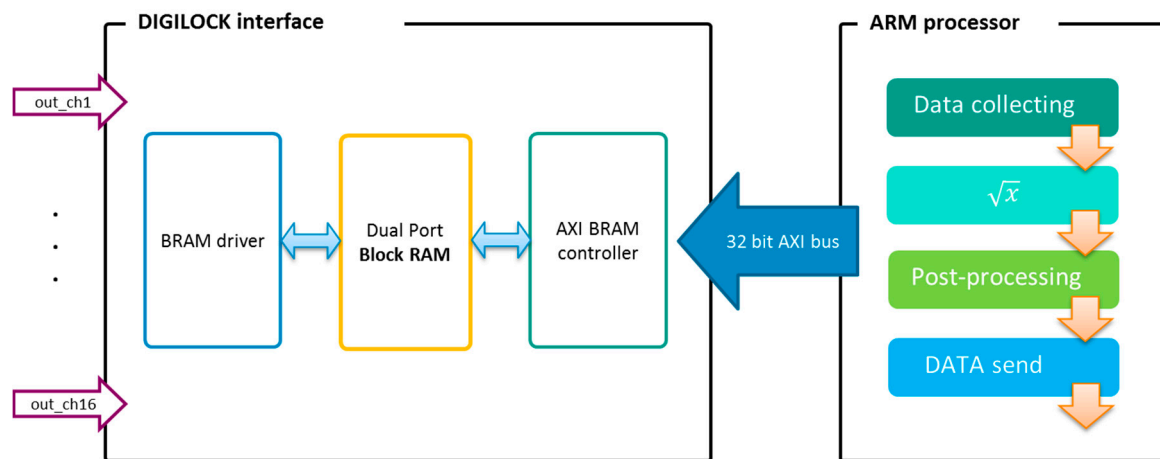 DIGILOCK interface
ARM processor
out_ch1
.
.
.
out_ch16
BRAM driver
Dual Port
Block RAM
AXI BRAM
controller
32 bit AXI bus
Data collecting
√x
Post-processing
DATA send